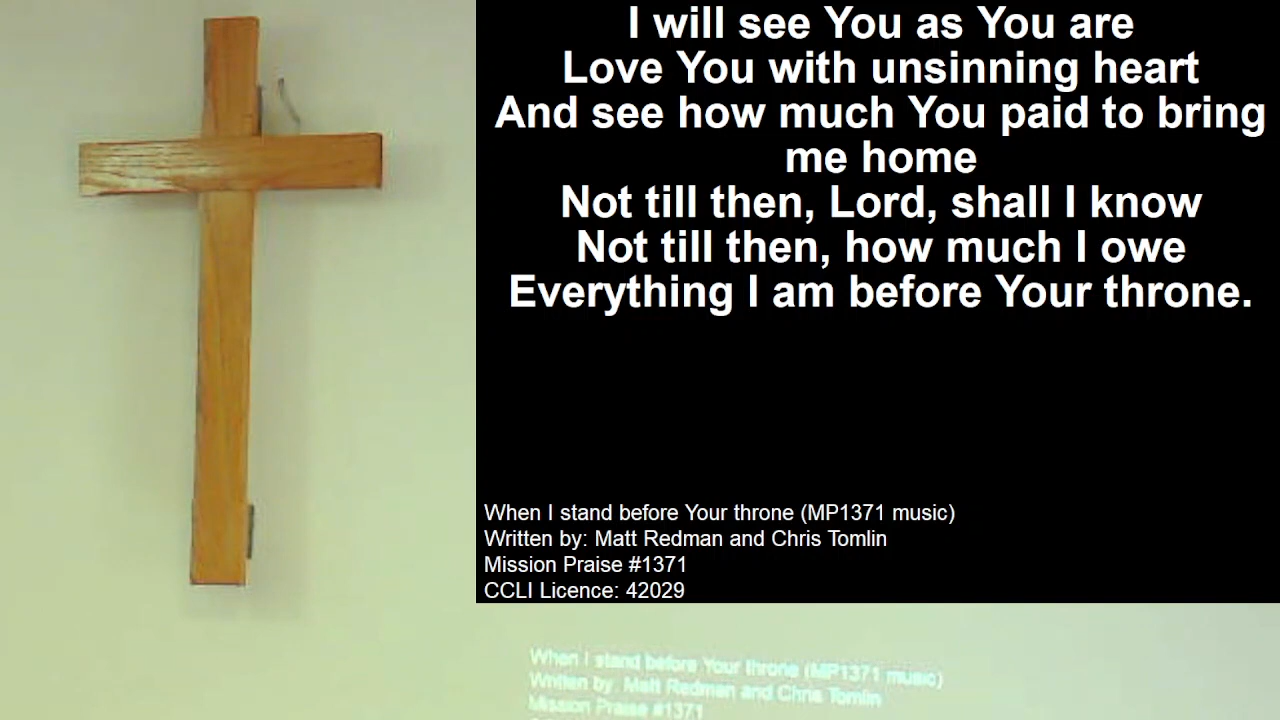 I will see You as You are
Love You with unsinning heart
And see how much You paid to bring
me home
Not till then, Lord, shall I know
Not till then, how much I owe
Everything I am before Your throne.
When I stand before Your throne (MP1371 music)
Written by: Matt Redman and Chris Tomlin
Mission Praise #1371
CCLI Licence: 42029
When I stand before Your throne (MP1371 music)
Written by: Matt Redman and Chris Tomlin
Mission Praise #1371